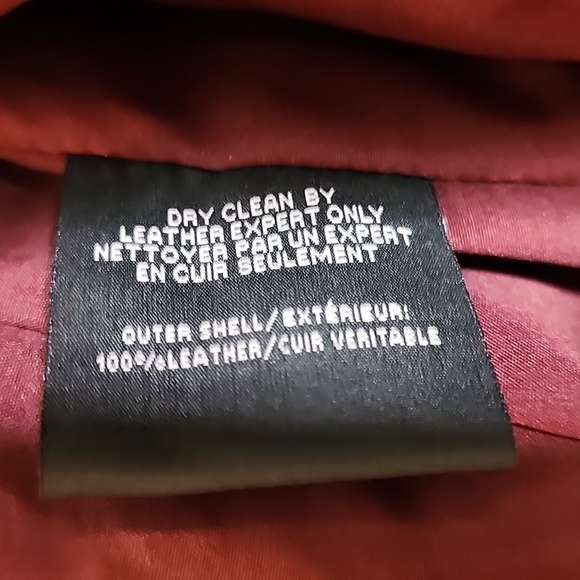 DRY CLEAN BY
LEATHER EXPERT ONLY
NETTOYER PAR UN EXPERT
EN CUIR SEULEMENT
OUTER SHELL/EXTÉRIEUR:
100%LEATHER/CUIR VERITABLE